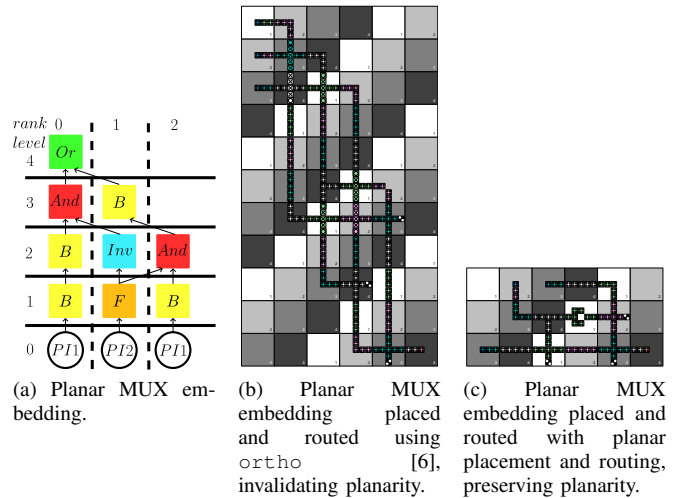 rank 0 1 2
level
4 Or
3 And B
2 B Inv And
1 B F B
0 PI1 PI2 PI1
(a) Planar MUX em-
bedding.
(b) Planar MUX
embedding placed
and routed using
ortho [6],
invalidating planarity.
(c) Planar MUX
embedding placed and
routed with planar
placement and routing,
preserving planarity.